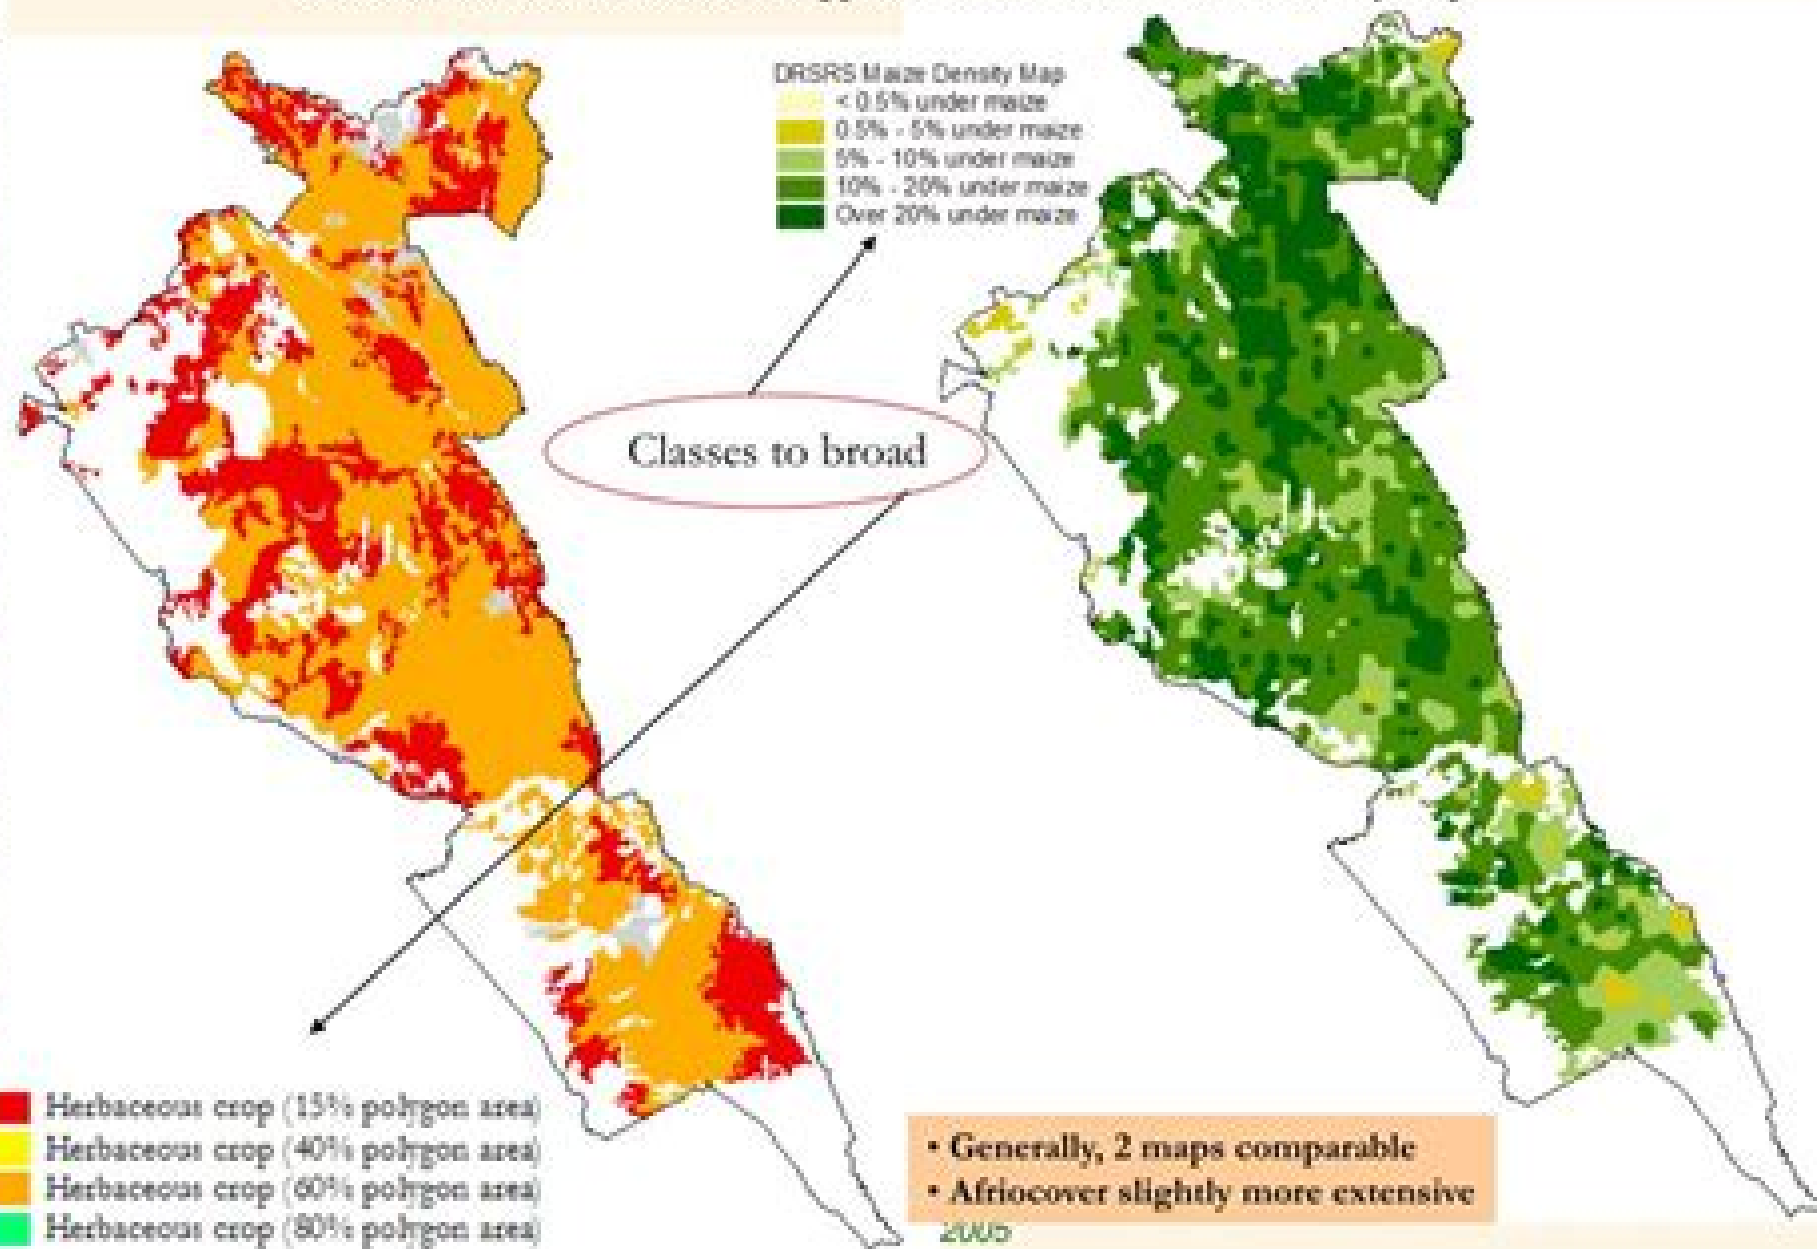 DRSRS Maize Density Map
< 0.5% under maize
0.5% - 5% under maize
5% - 10% under maize
10% - 20% under maize
Over 20% under maize
Classes to broad
Herbaceous crop (15% polygon area)
Herbaceous crop (40% polygon area)
Herbaceous crop (60% polygon area)
Herbaceous crop (80% polygon area)
• Generally, 2 maps comparable
• Afriocover slightly more extensive
2005